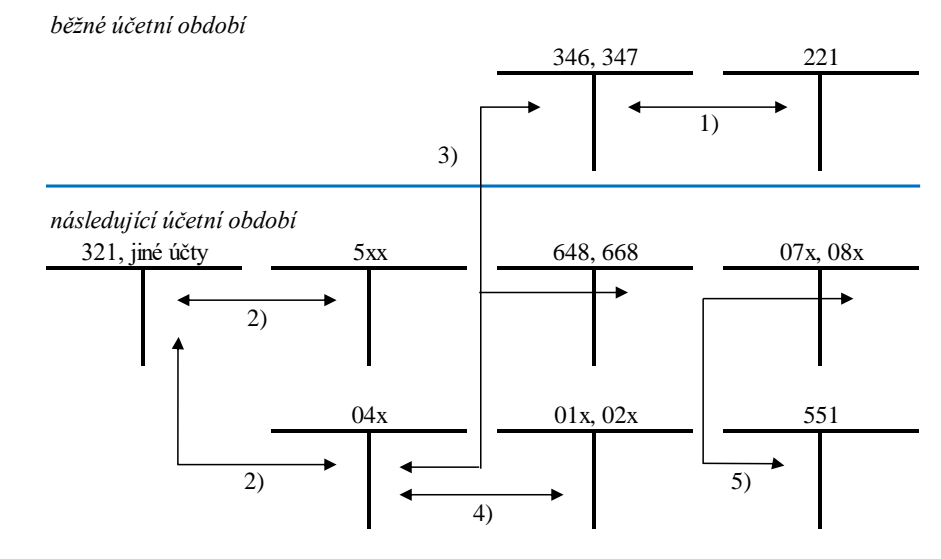 běžné účetní období
346, 347 221
1)
3)
následující účetní období
321, jiné účty 5xx 648, 668 07x, 08x
2)
04x 01x, 02x 551
2) 5)
4)